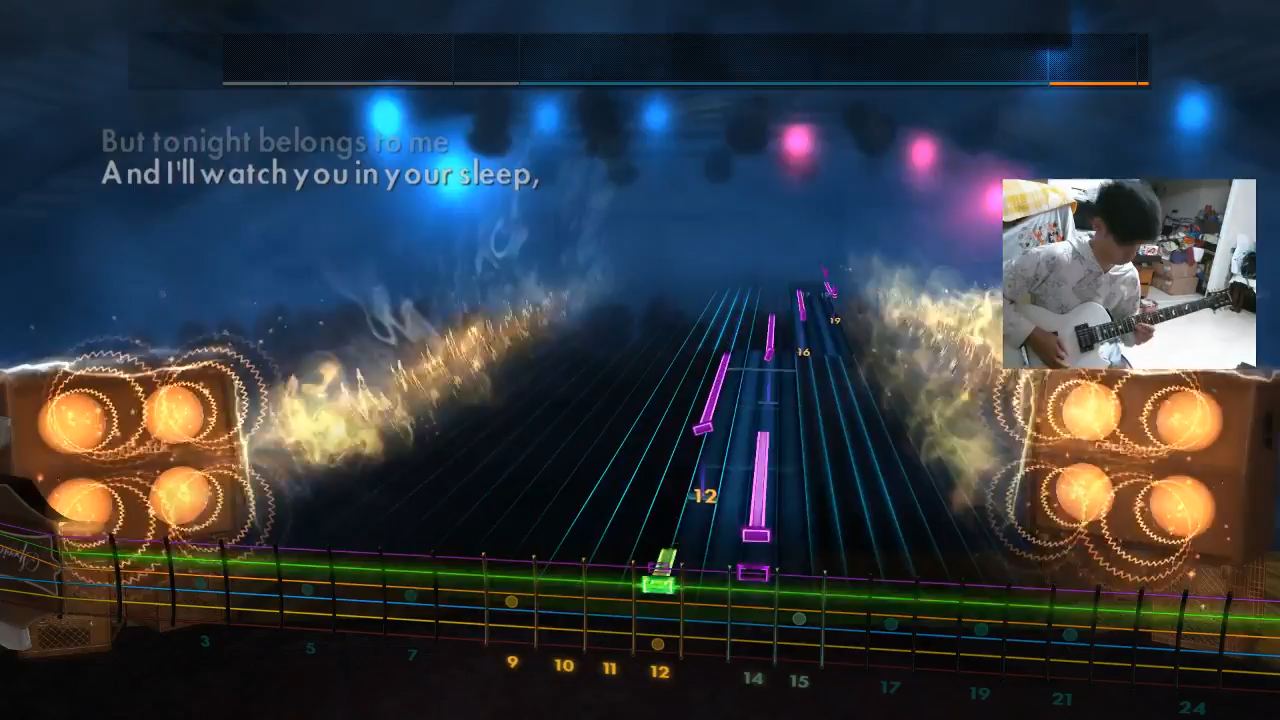 But tonight belongs to me
And I'll watch you in your sleep,
19
16
12
3 5 7 9 10 11 12 14 15 17 19 21 24